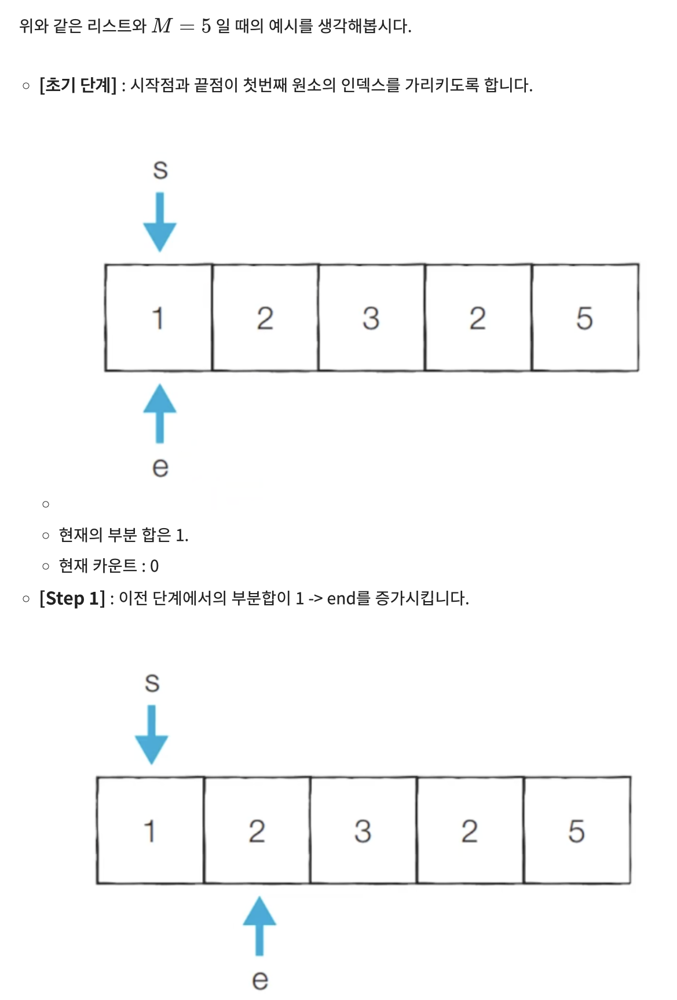 위와 같은 리스트와 M = 5 일 때의 예시를 생각해봅시다.
[초기 단계] : 시작점과 끝점이 첫번째 원소의 인덱스를 가리키도록 합니다.
s
1 2 3 2 5
e
현재의 부분 합은 1.
현재 카운트 : 0
[Step 1] : 이전 단계에서의 부분합이 1 -> end를 증가시킵니다.
s
1 2 3 2 5
e